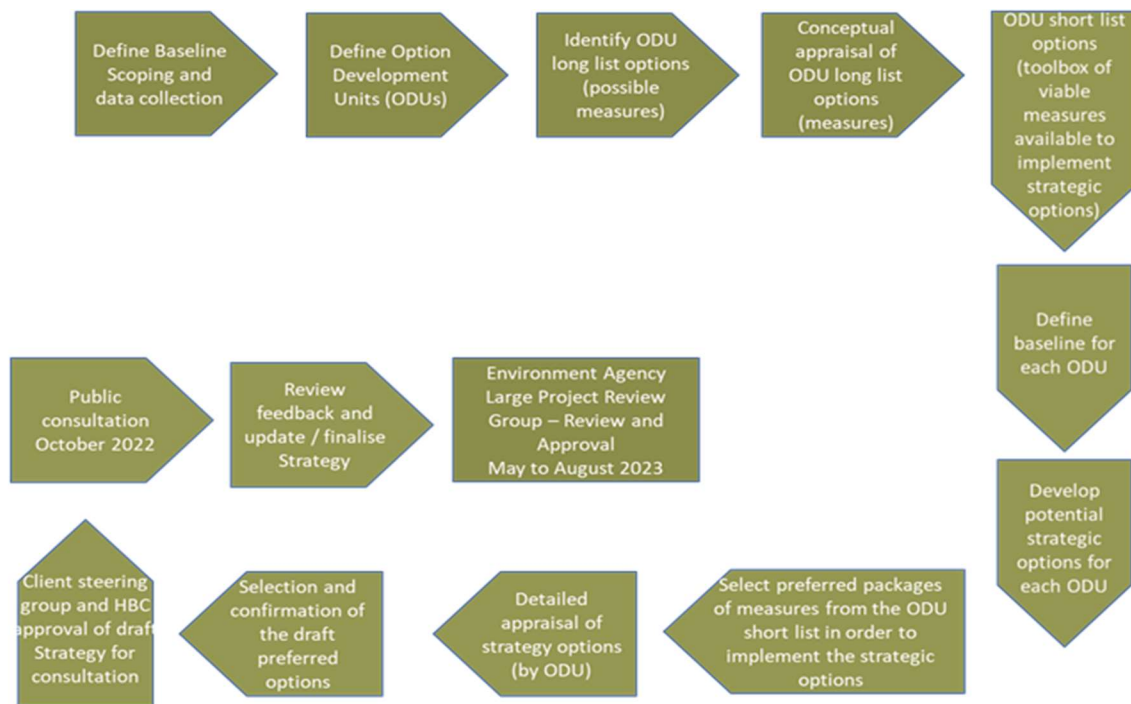 Define Baseline
Scoping and
data collection
Define Option
Development
Units (ODUs)
Identify ODU
long list options
(possible
measures)
Conceptual
appraisal of
ODU long list
options
(measures)
ODU short list
options
(toolbox of
viable
measures
available to
implement
strategic
options)
Define
baseline for
each ODU
Develop
potential
strategic
options for
each ODU
Select preferred packages
of measures from the ODU
short list in order to
implement the strategic
options
Detailed
appraisal of
strategy options
(by ODU)
Selection and
confirmation of
the draft
preferred
options
Client steering
group and HBC
approval of draft
Strategy for
consultation
Public
consultation
October 2022
Review
feedback and
update / finalise
Strategy
Environment Agency
Large Project Review
Group – Review and
Approval
May to August 2023